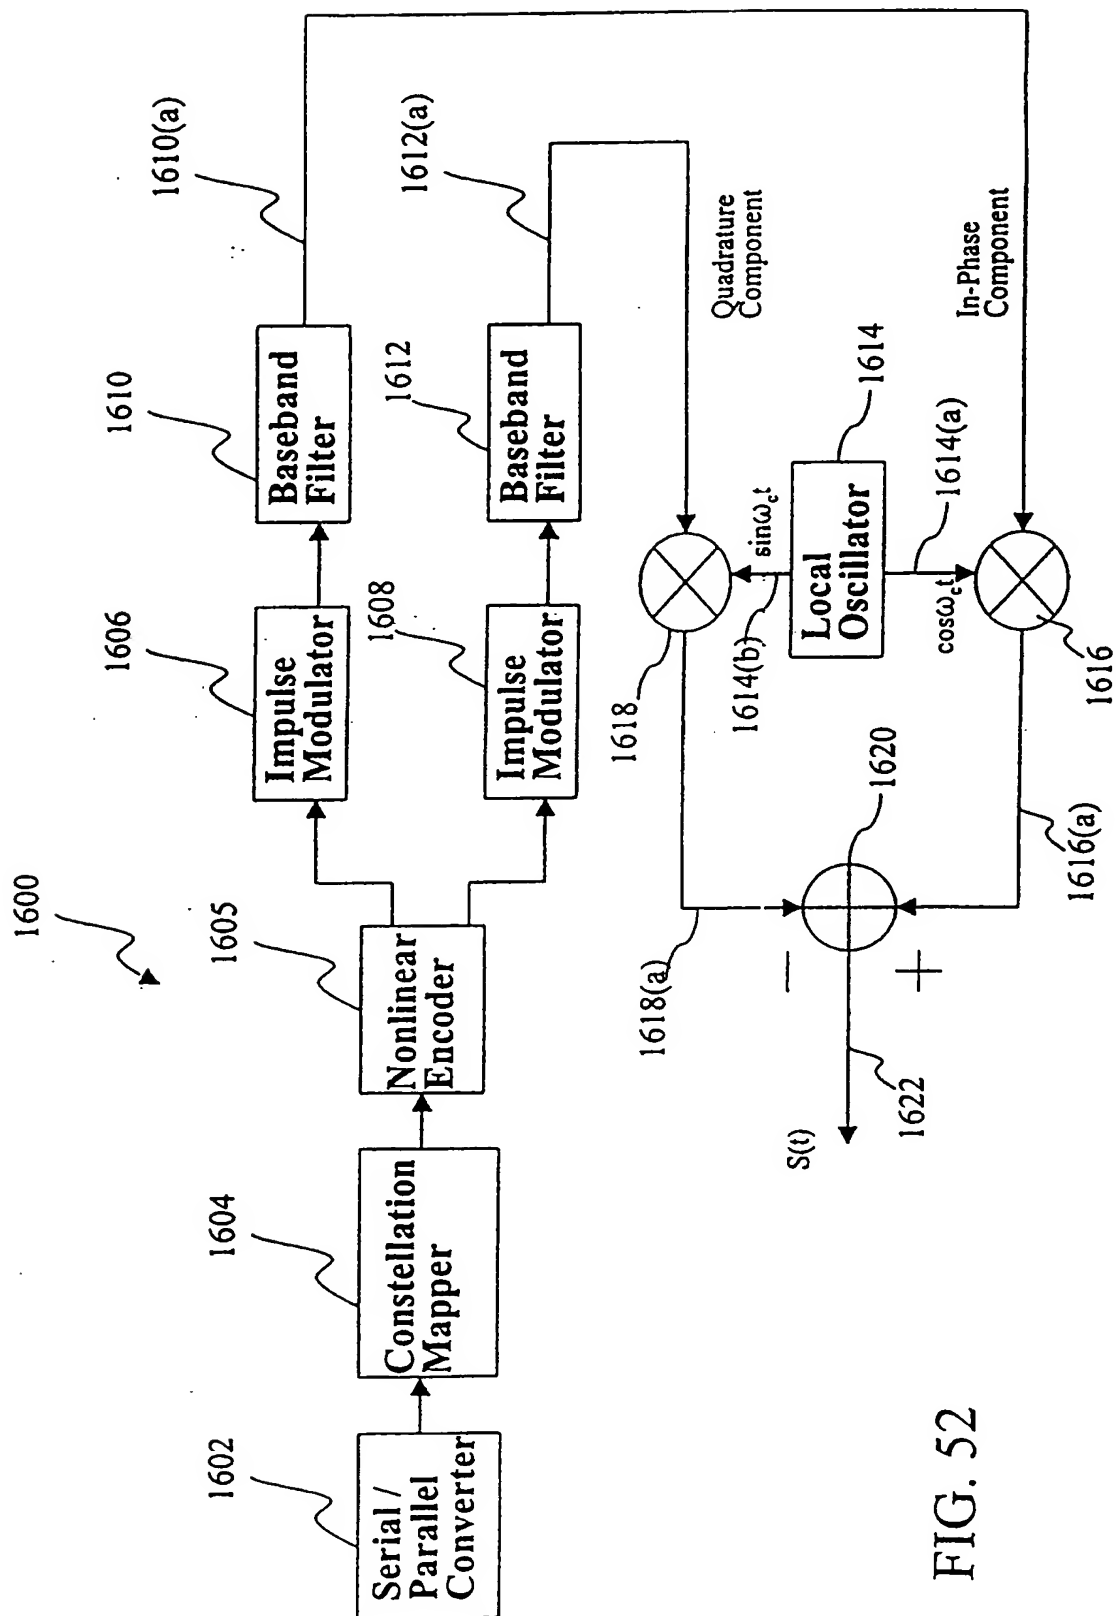 1600
1602
Serial /
Parallel
Converter
1604
Constellation
Mapper
1605
Nonlinear
Encoder
1606
Impulse
Modulator
1610
Baseband
Filter
1610(a)
1608
Impulse
Modulator
1612
Baseband
Filter
1612(a)
Quadrature
Component
1618
sinω_ct
1614(b)
Local
Oscillator
1614
1614(a)
cosω_ct
In-Phase
Component
1616
1618(a)
−
1620
+
1616(a)
S(t)
1622
FIG. 52